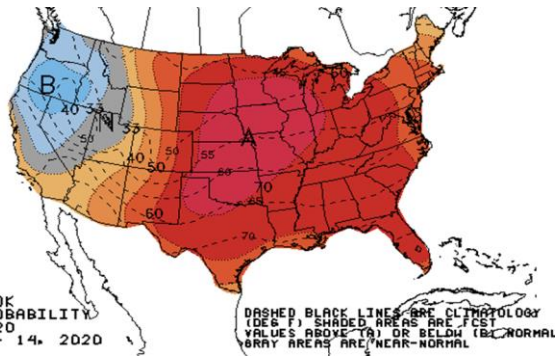 B
40
33
50
N
33
40
50
50
55
A
60
70
65
60
70
OK
OBABILITY
14. 2020
DASHED BLACK LINES ARE CLIMATOLOGY
(DEG F) SHADED AREAS ARE FCST
VALUES ABOVE (A) OR BELOW (B) NORMAL
GRAY AREAS ARE NEAR-NORMAL